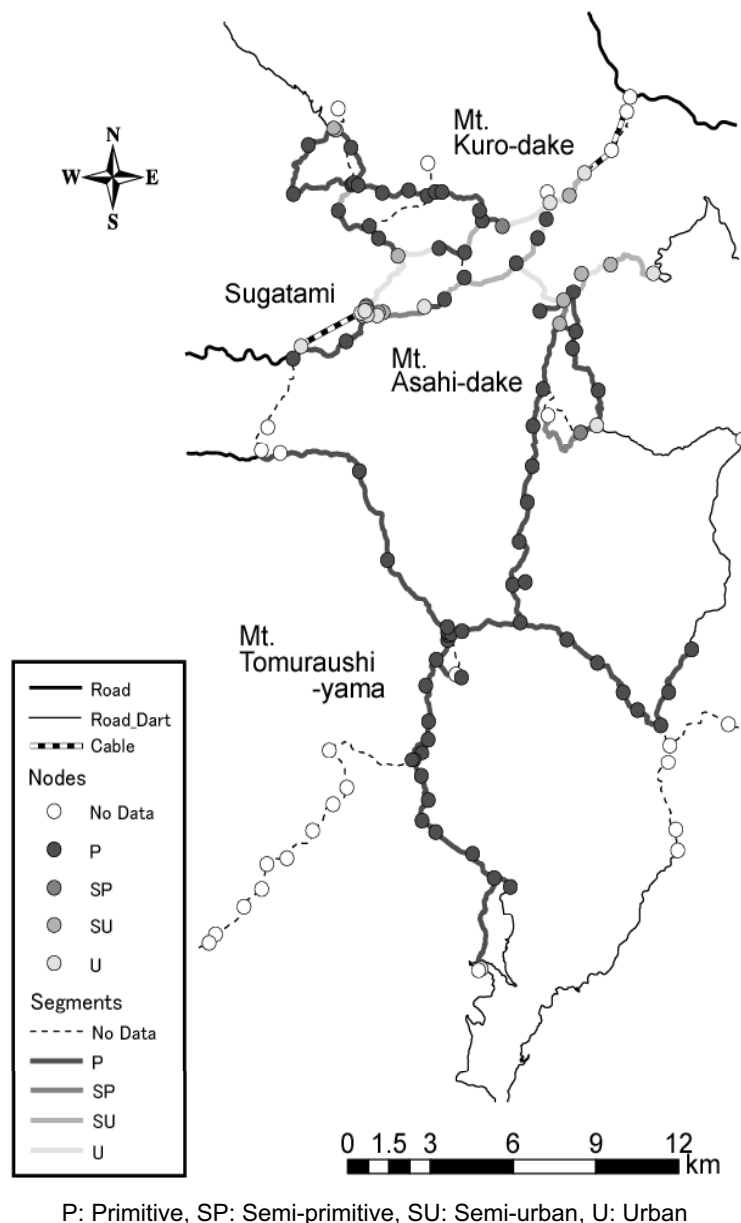 Mt.
Kuro-dake
N
W E
S
Sugatami
Mt.
Asahi-dake
Mt.
Tomuraushi
-yama
Road
Road_Dart
Cable
Nodes
No Data
P
SP
SU
U
Segments
No Data
P
SP
SU
U
0 1.5 3 6 9 12
km
P: Primitive, SP: Semi-primitive, SU: Semi-urban, U: Urban